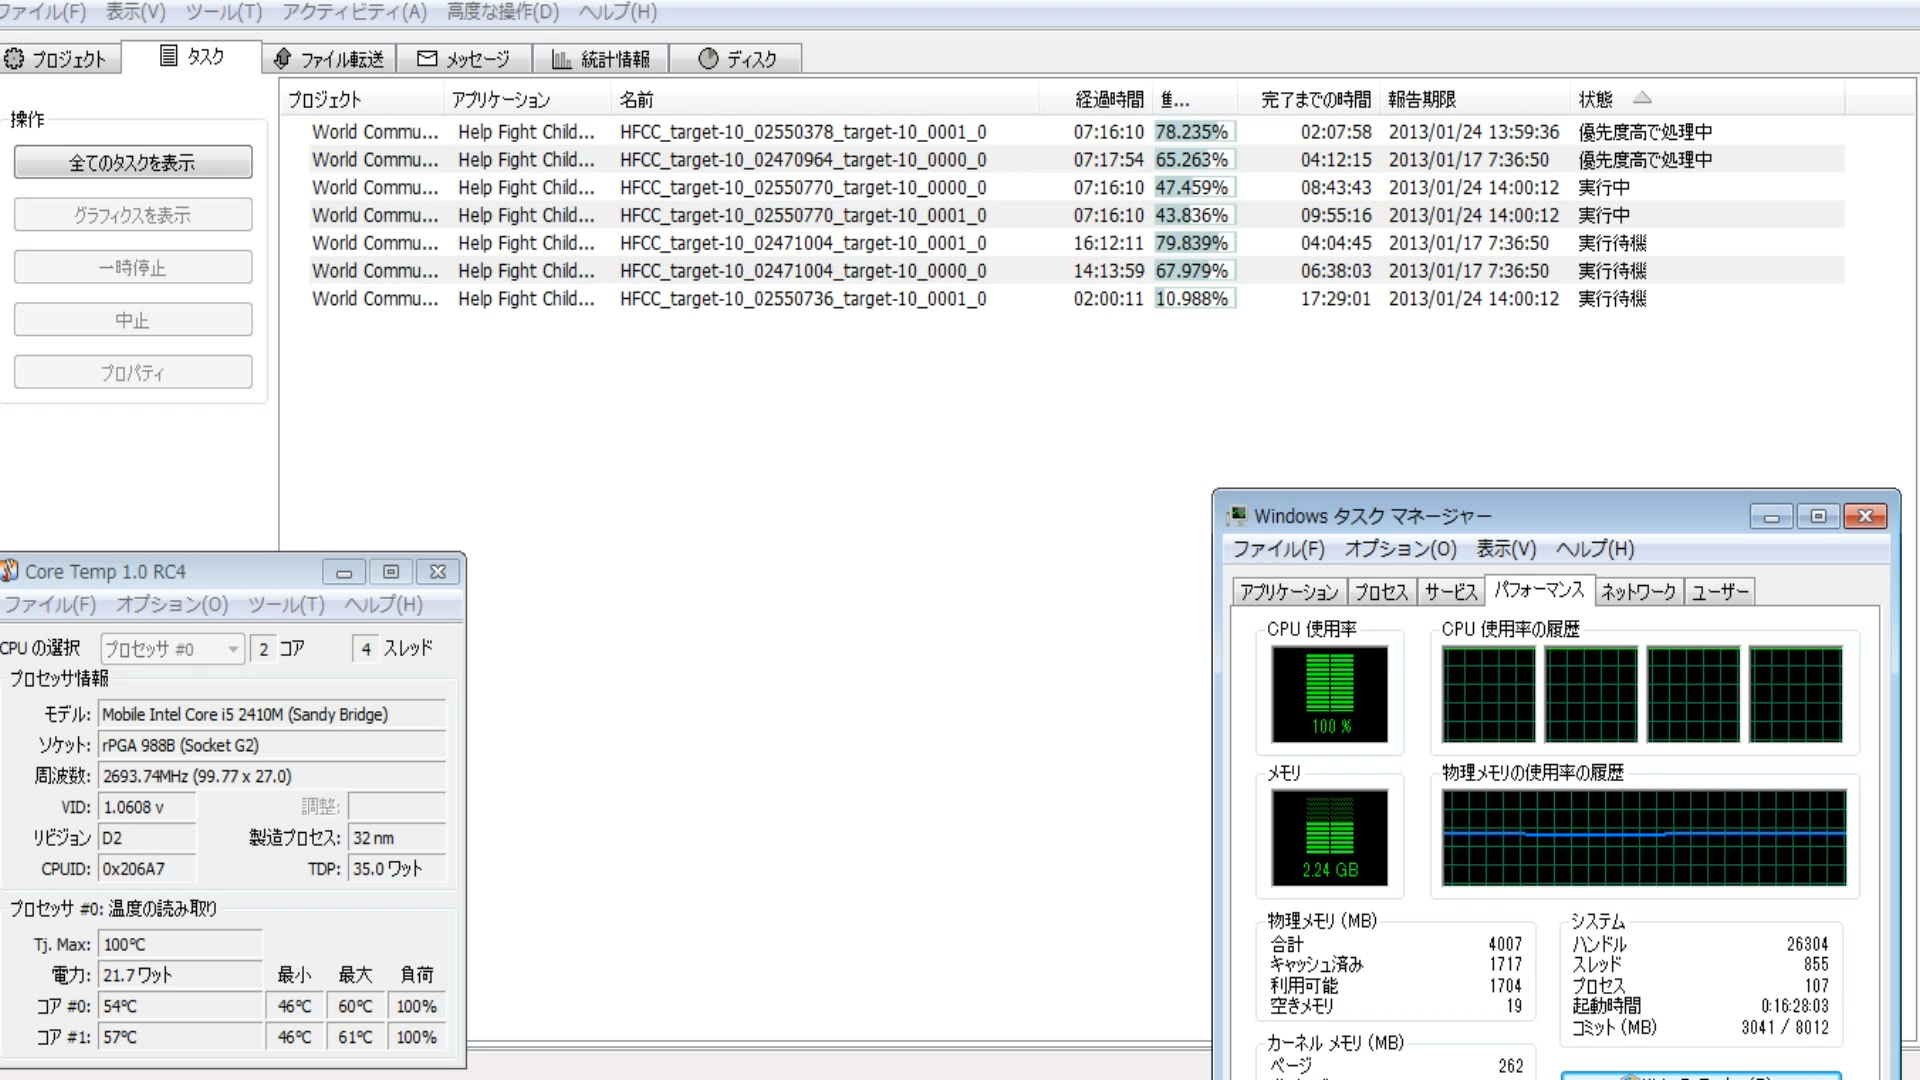 ファイル(F) 表示(V) ツール(T) アクティビティ(A) 高度な操作(D) ヘルプ(H)
プロジェクト タスク ファイル転送 メッセージ 統計情報 ディスク
操作
全てのタスクを表示
グラフィクスを表示
一時停止
中止
プロパティ
プロジェクト アプリケーション 名前 経過時間 進... 完了までの時間 報告期限 状態
World Commu... Help Fight Child... HFCC_target-10_02550378_target-10_0001_0 07:16:10 78.235% 02:07:58 2013/01/24 13:59:36 優先度高で処理中
World Commu... Help Fight Child... HFCC_target-10_02470964_target-10_0000_0 07:17:54 65.263% 04:12:15 2013/01/17 7:36:50 優先度高で処理中
World Commu... Help Fight Child... HFCC_target-10_02550770_target-10_0000_0 07:16:10 47.459% 08:43:43 2013/01/24 14:00:12 実行中
World Commu... Help Fight Child... HFCC_target-10_02550770_target-10_0001_0 07:16:10 43.836% 09:55:16 2013/01/24 14:00:12 実行中
World Commu... Help Fight Child... HFCC_target-10_02471004_target-10_0001_0 16:12:11 79.839% 04:04:45 2013/01/17 7:36:50 実行待機
World Commu... Help Fight Child... HFCC_target-10_02471004_target-10_0000_0 14:13:59 67.979% 06:38:03 2013/01/17 7:36:50 実行待機
World Commu... Help Fight Child... HFCC_target-10_02550736_target-10_0001_0 02:00:11 10.988% 17:29:01 2013/01/24 14:00:12 実行待機
Core Temp 1.0 RC4
ファイル(F) オプション(O) ツール(T) ヘルプ(H)
CPU の選択 プロセッサ #0 2 コア 4 スレッド
プロセッサ情報
モデル: Mobile Intel Core i5 2410M (Sandy Bridge)
ソケット: rPGA 988B (Socket G2)
周波数: 2693.74MHz (99.77 x 27.0)
VID: 1.0608 v 調整:
リビジョン D2 製造プロセス: 32 nm
CPUID: 0x206A7 TDP: 35.0 ワット
プロセッサ #0: 温度の読み取り
Tj. Max: 100℃
電力: 21.7 ワット 最小 最大 負荷
コア #0: 54℃ 46℃ 60℃ 100%
コア #1: 57℃ 46℃ 61℃ 100%
Windows タスク マネージャー
ファイル(F) オプション(O) 表示(V) ヘルプ(H)
アプリケーション プロセス サービス パフォーマンス ネットワーク ユーザー
CPU 使用率 CPU 使用率の履歴
100 %
メモリ 物理メモリの使用率の履歴
2.24 GB
物理メモリ (MB)
合計 4007
キャッシュ済み 1717
利用可能 1704
空きメモリ 19
システム
ハンドル 26304
スレッド 855
プロセス 107
起動時間 0:16:28:03
コミット (MB) 3041 / 8012
カーネル メモリ (MB)
ページ 262